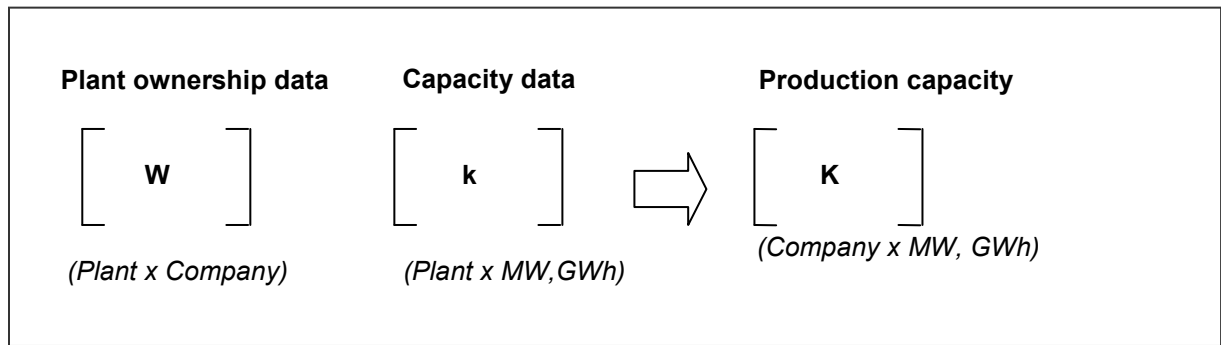 Plant ownership data Capacity data Production capacity
W k K
(Plant x Company) (Plant x MW,GWh) (Company x MW, GWh)